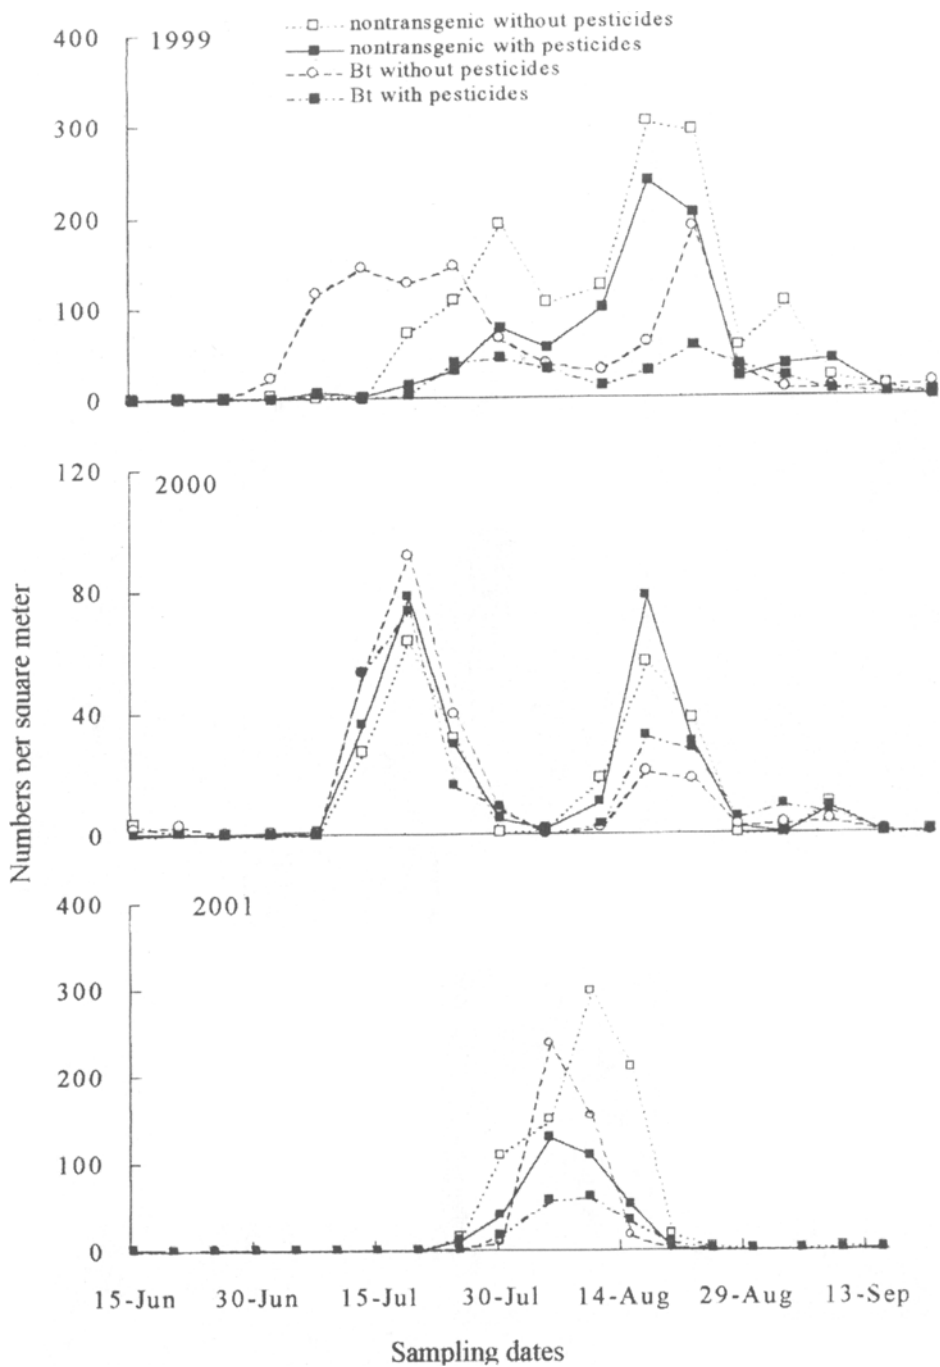 nontransgenic without pesticides
nontransgenic with pesticides
Bt without pesticides
Bt with pesticides
400
1999
300
200
100
0
120
2000
80
40
0
Numbers per square meter
400
2001
300
200
100
0
15-Jun 30-Jun 15-Jul 30-Jul 14-Aug 29-Aug 13-Sep
Sampling dates